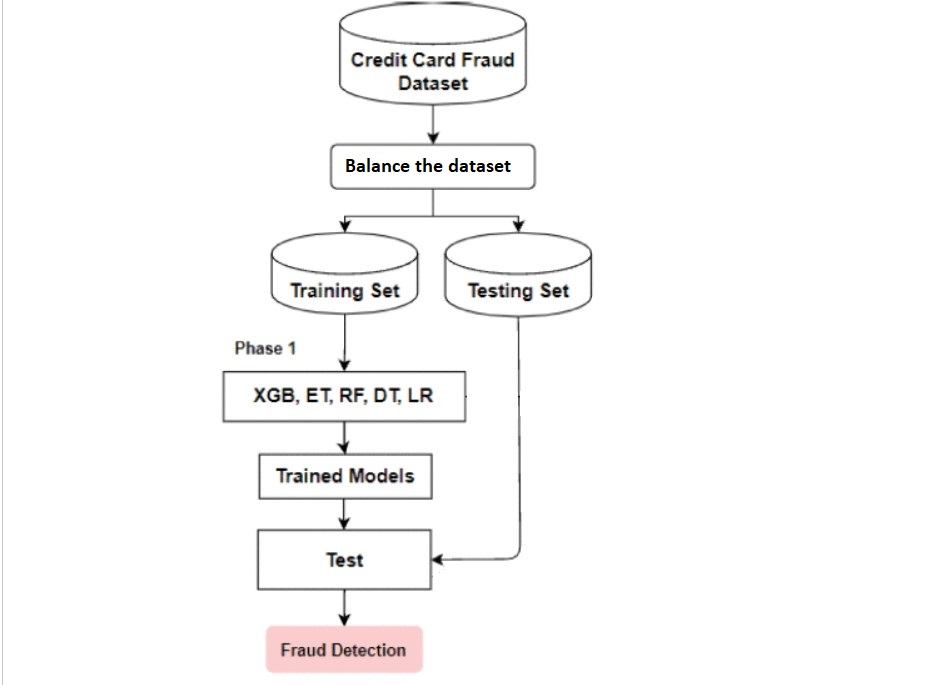 Credit Card Fraud
Dataset
Balance the dataset
Training Set
Testing Set
Phase 1
XGB, ET, RF, DT, LR
Trained Models
Test
Fraud Detection